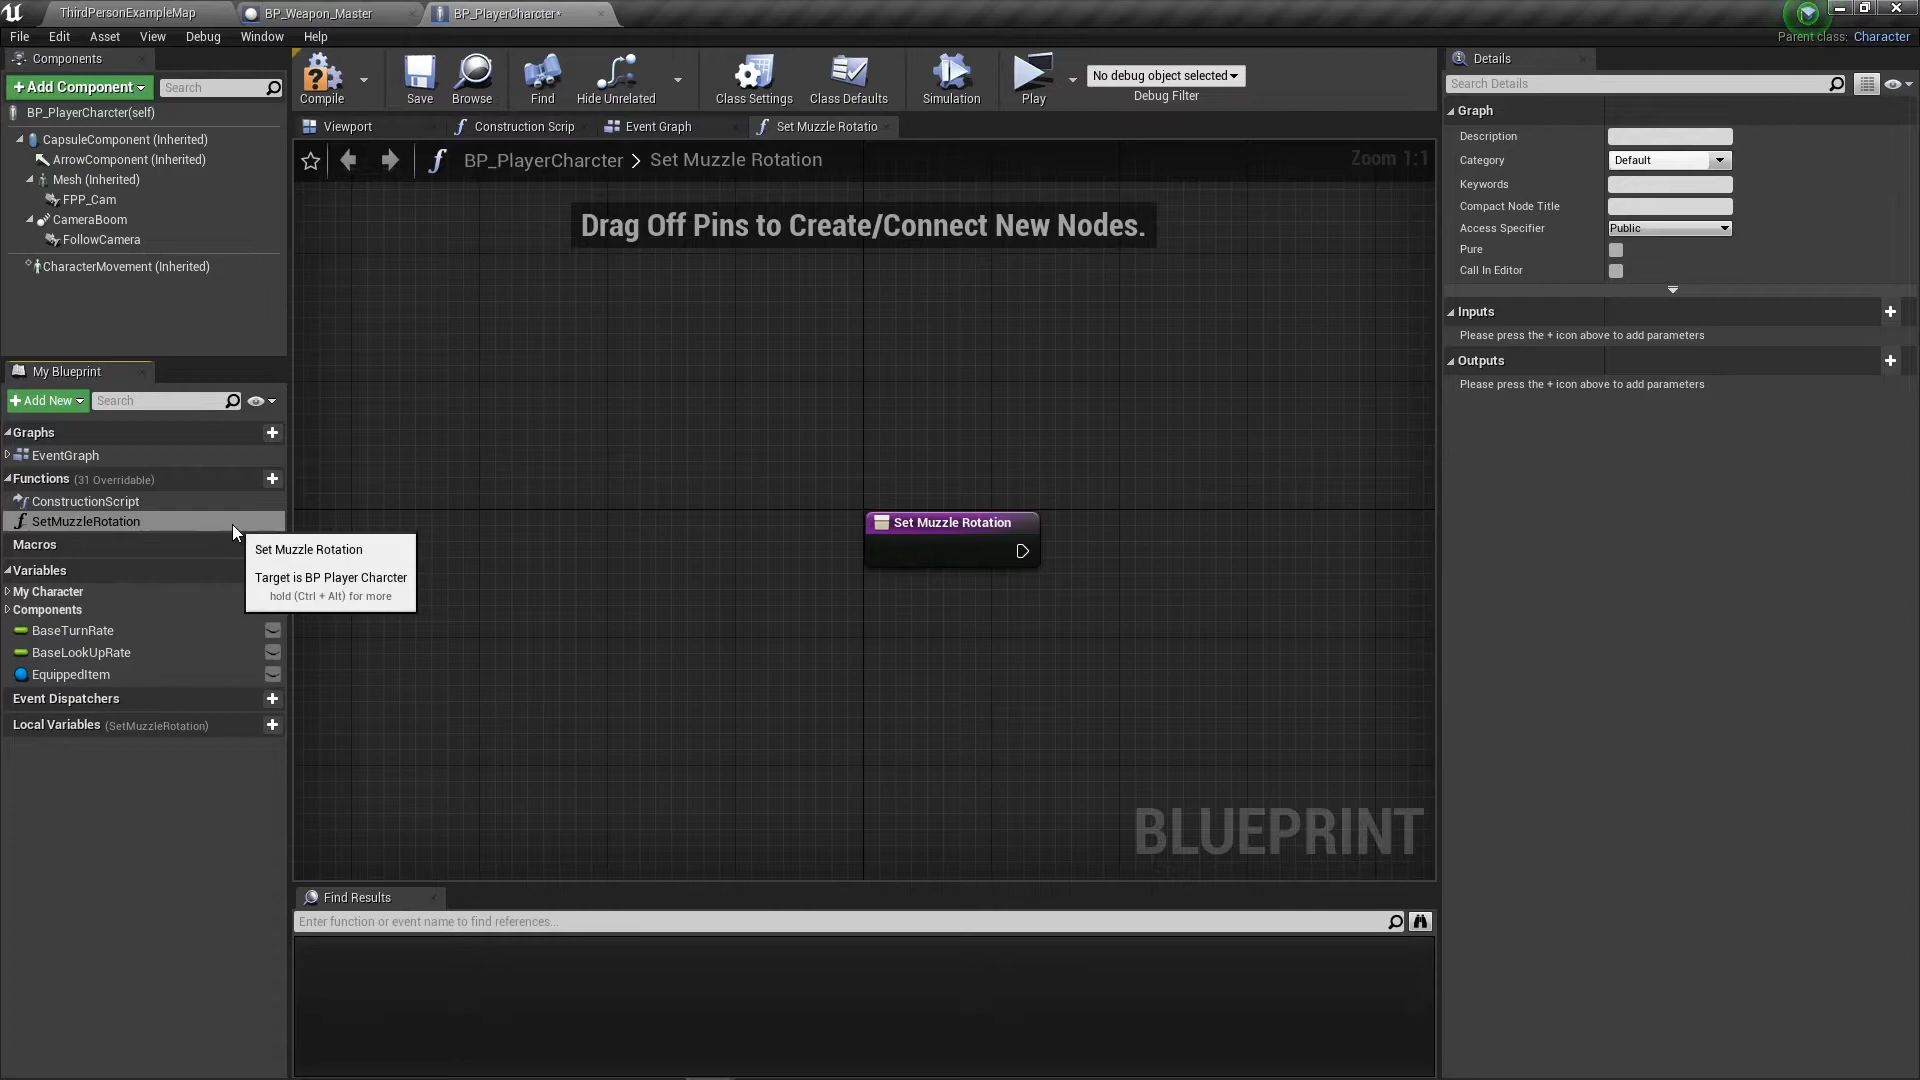 ThirdPersonExampleMap
BP_Weapon_Master
BP_PlayerCharcter*
File Edit Asset View Debug Window Help
Parent class: Character
Components
+Add Component
Search
BP_PlayerCharcter(self)
CapsuleComponent (Inherited)
ArrowComponent (Inherited)
Mesh (Inherited)
FPP_Cam
CameraBoom
FollowCamera
CharacterMovement (Inherited)
Compile
Save
Browse
Find
Hide Unrelated
Class Settings
Class Defaults
Simulation
Play
No debug object selected
Debug Filter
Viewport
Construction Scrip
Event Graph
Set Muzzle Rotatio
BP_PlayerCharcter > Set Muzzle Rotation
Zoom 1:1
Drag Off Pins to Create/Connect New Nodes.
Set Muzzle Rotation
BLUEPRINT
My Blueprint
+Add New
Search
Graphs
EventGraph
Functions (31 Overridable)
ConstructionScript
SetMuzzleRotation
Macros
Variables
My Character
Components
BaseTurnRate
BaseLookUpRate
EquippedItem
Event Dispatchers
Local Variables (SetMuzzleRotation)
Set Muzzle Rotation
Target is BP Player Charcter
hold (Ctrl + Alt) for more
Find Results
Enter function or event name to find references...
Details
Search Details
Graph
Description
Category Default
Keywords
Compact Node Title
Access Specifier Public
Pure
Call In Editor
Inputs
Please press the + icon above to add parameters
Outputs
Please press the + icon above to add parameters